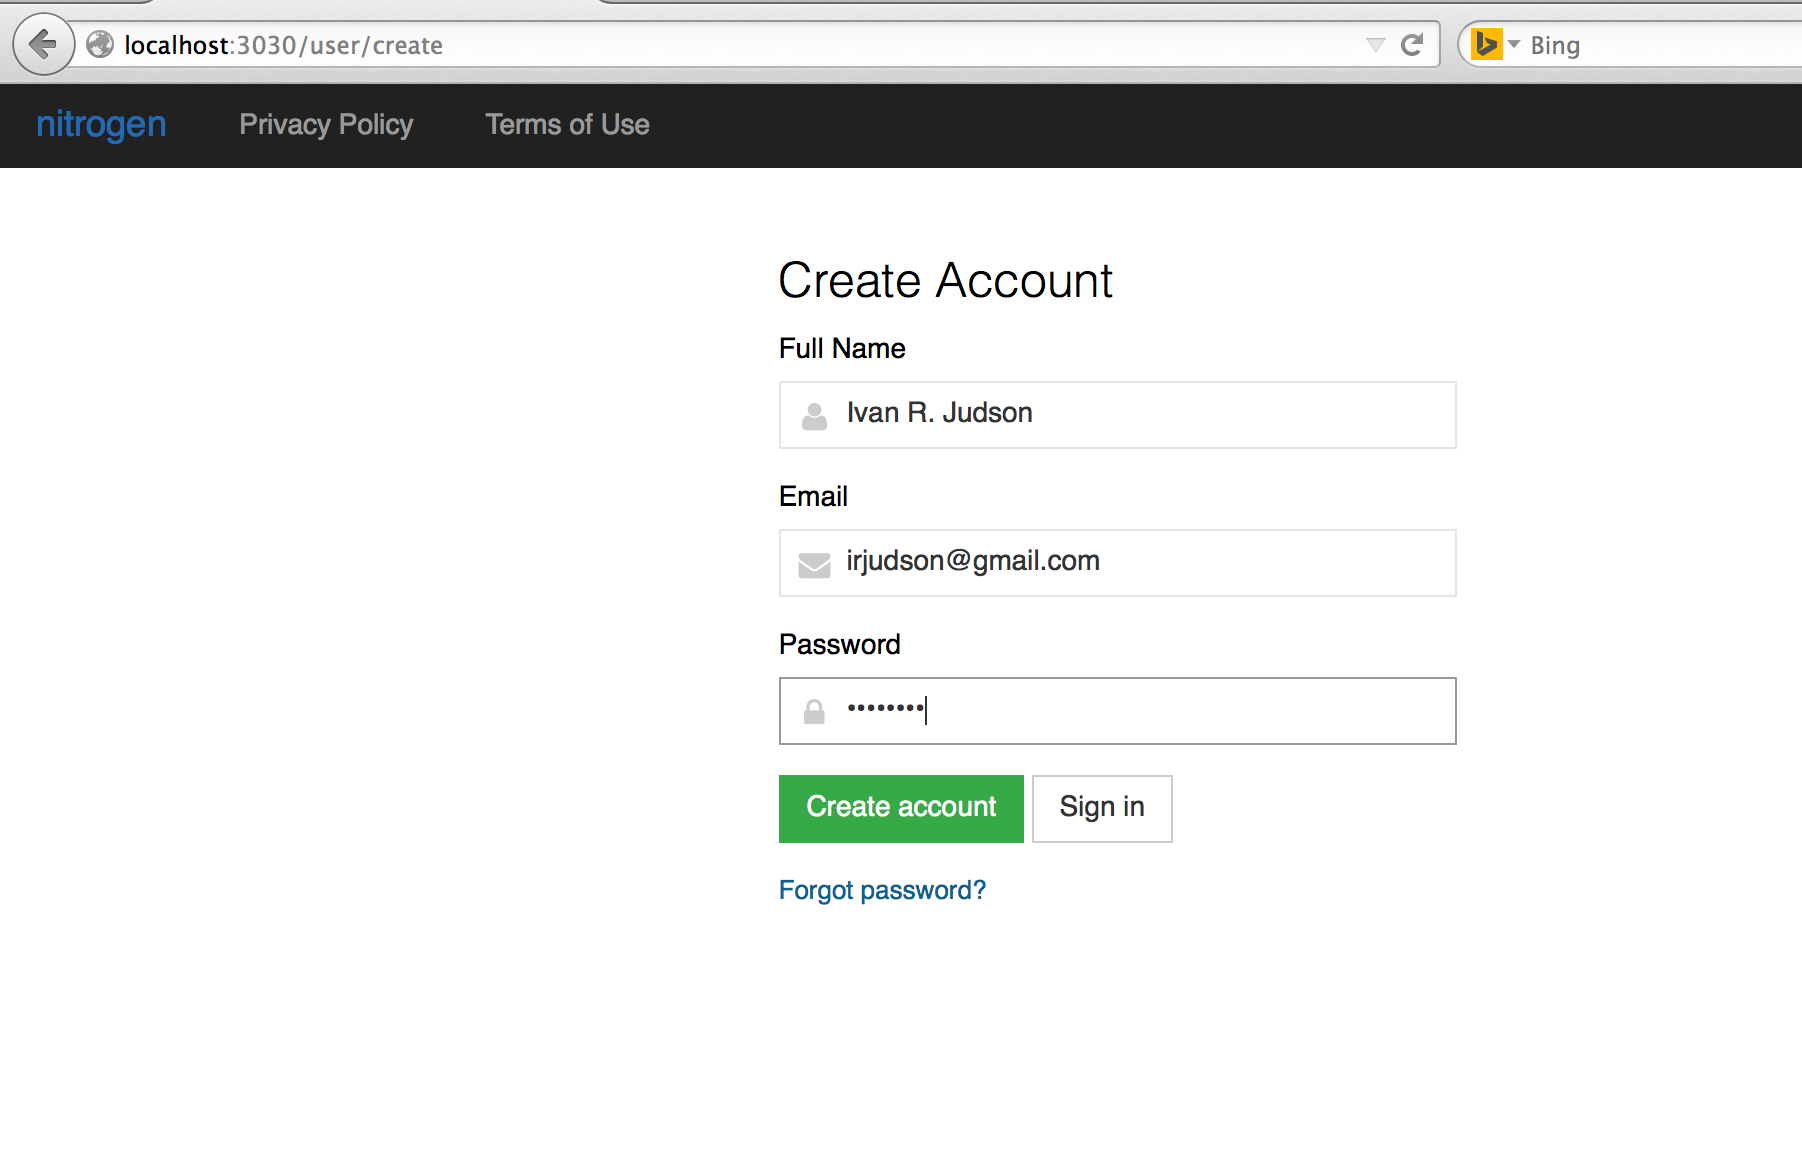 localhost:3030/user/create
Bing
nitrogen Privacy Policy Terms of Use
Create Account
Full Name
Ivan R. Judson
Email
irjudson@gmail.com
Password
••••••••
Create account Sign in
Forgot password?